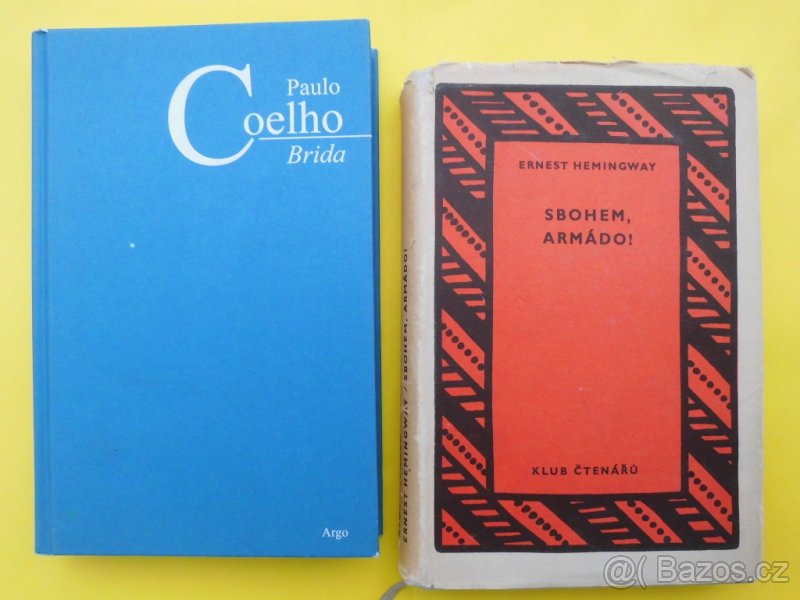 Paulo
Coelho
Brida
Argo
ERNEST HEMINGWAY / SBOHEM, ARMÁDO!
ERNEST HEMINGWAY
SBOHEM,
ARMÁDO!
KLUB ČTENÁŘŮ
@( Bazos.cz